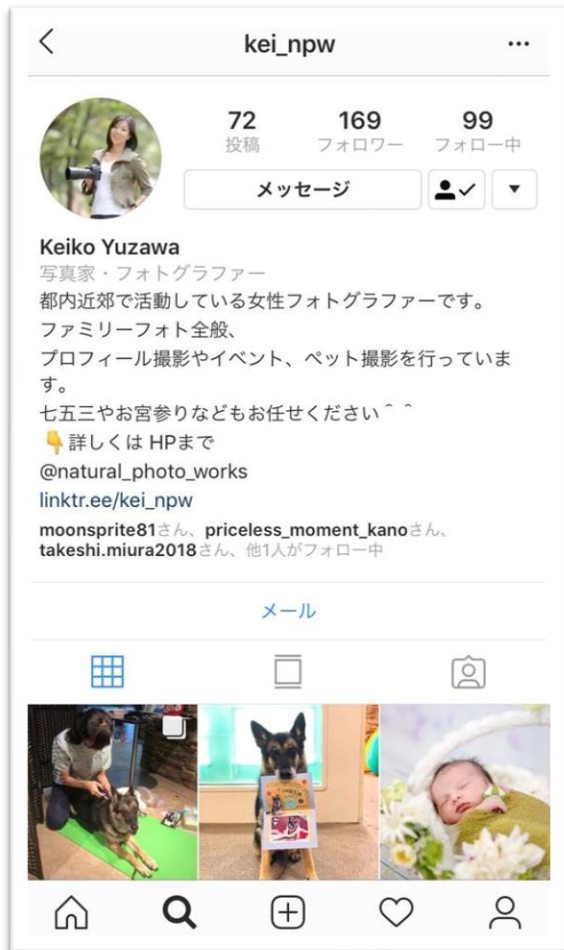 kei_npw
72 169 99
投稿 フォロワー フォロー中
メッセージ
Keiko Yuzawa
写真家・フォトグラファー
都内近郊で活動している女性フォトグラファーです。
ファミリーフォト全般、
プロフィール撮影やイベント、ペット撮影を行っていま
す。
七五三やお宮参りなどもお任せください＾＾
👇詳しくは HPまで
@natural_photo_works
linktr.ee/kei_npw
moonsprite81さん、priceless_moment_kanoさん、
takeshi.miura2018さん、他1人がフォロー中
メール